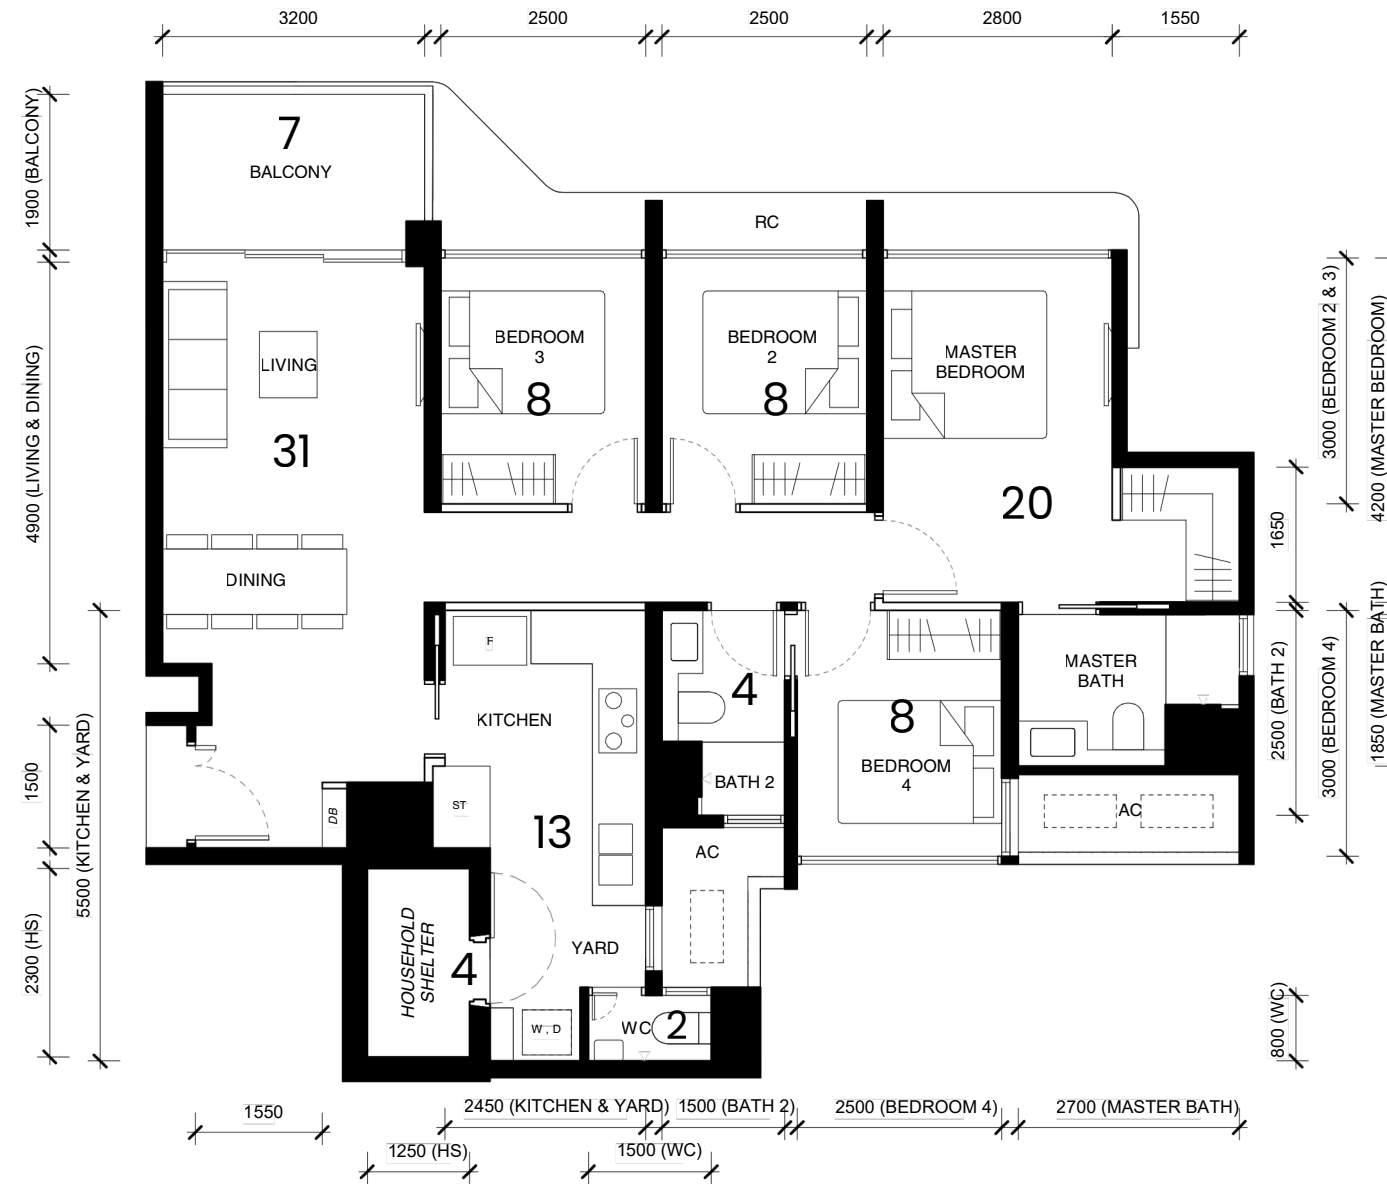 3200
2500
2500
2800
1550
1900 (BALCONY)
7
BALCONY
RC
4900 (LIVING & DINING)
LIVING
31
DINING
BEDROOM
3
8
BEDROOM
2
8
MASTER
BEDROOM
20
3000 (BEDROOM 2 & 3)
4200 (MASTER BEDROOM)
1650
F
KITCHEN
4
BATH 2
8
BEDROOM
4
MASTER
BATH
AC
2500 (BATH 2)
3000 (BEDROOM 4)
1850 (MASTER BATH)
1500
5500 (KITCHEN & YARD)
DB
ST
13
AC
2300 (HS)
HOUSEHOLD
SHELTER
4
YARD
W , D
WC
2
800 (WC)
1550
2450 (KITCHEN & YARD)
1500 (BATH 2)
2500 (BEDROOM 4)
2700 (MASTER BATH)
1250 (HS)
1500 (WC)